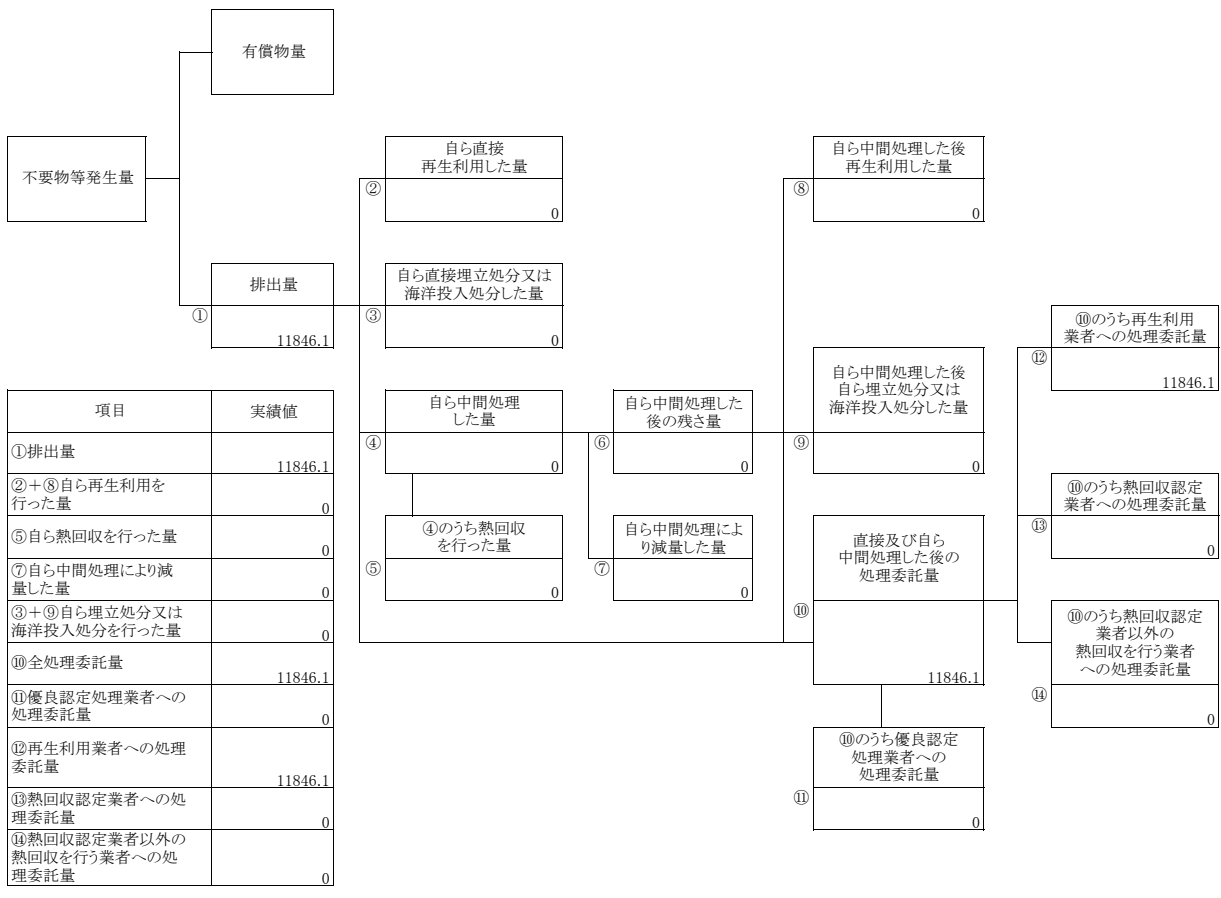 有償物量
不要物等発生量
自ら直接
再生利用した量
②
0
自ら中間処理した後
再生利用した量
⑧
0
排出量
①
11846.1
自ら直接埋立処分又は
海洋投入処分した量
③
0
⑩のうち再生利用
業者への処理委託量
⑫
11846.1
自ら中間処理
した量
④
0
自ら中間処理した
後の残さ量
⑥
0
自ら中間処理した後
自ら埋立処分又は
海洋投入処分した量
⑨
0
⑩のうち熱回収認定
業者への処理委託量
⑬
0
④のうち熱回収
を行った量
⑤
0
自ら中間処理によ
り減量した量
⑦
0
直接及び自ら
中間処理した後の
処理委託量
⑩
11846.1
⑩のうち熱回収認定
業者以外の
熱回収を行う業者
への処理委託量
⑭
0
⑩のうち優良認定
処理業者への
処理委託量
⑪
0
項目
実績値
①排出量
11846.1
②＋⑧自ら再生利用を
行った量
0
⑤自ら熱回収を行った量
0
⑦自ら中間処理により減
量した量
0
③＋⑨自ら埋立処分又は
海洋投入処分を行った量
0
⑩全処理委託量
11846.1
⑪優良認定処理業者への
処理委託量
0
⑫再生利用業者への処理
委託量
11846.1
⑬熱回収認定業者への処
理委託量
0
⑭熱回収認定業者以外の
熱回収を行う業者への処
理委託量
0